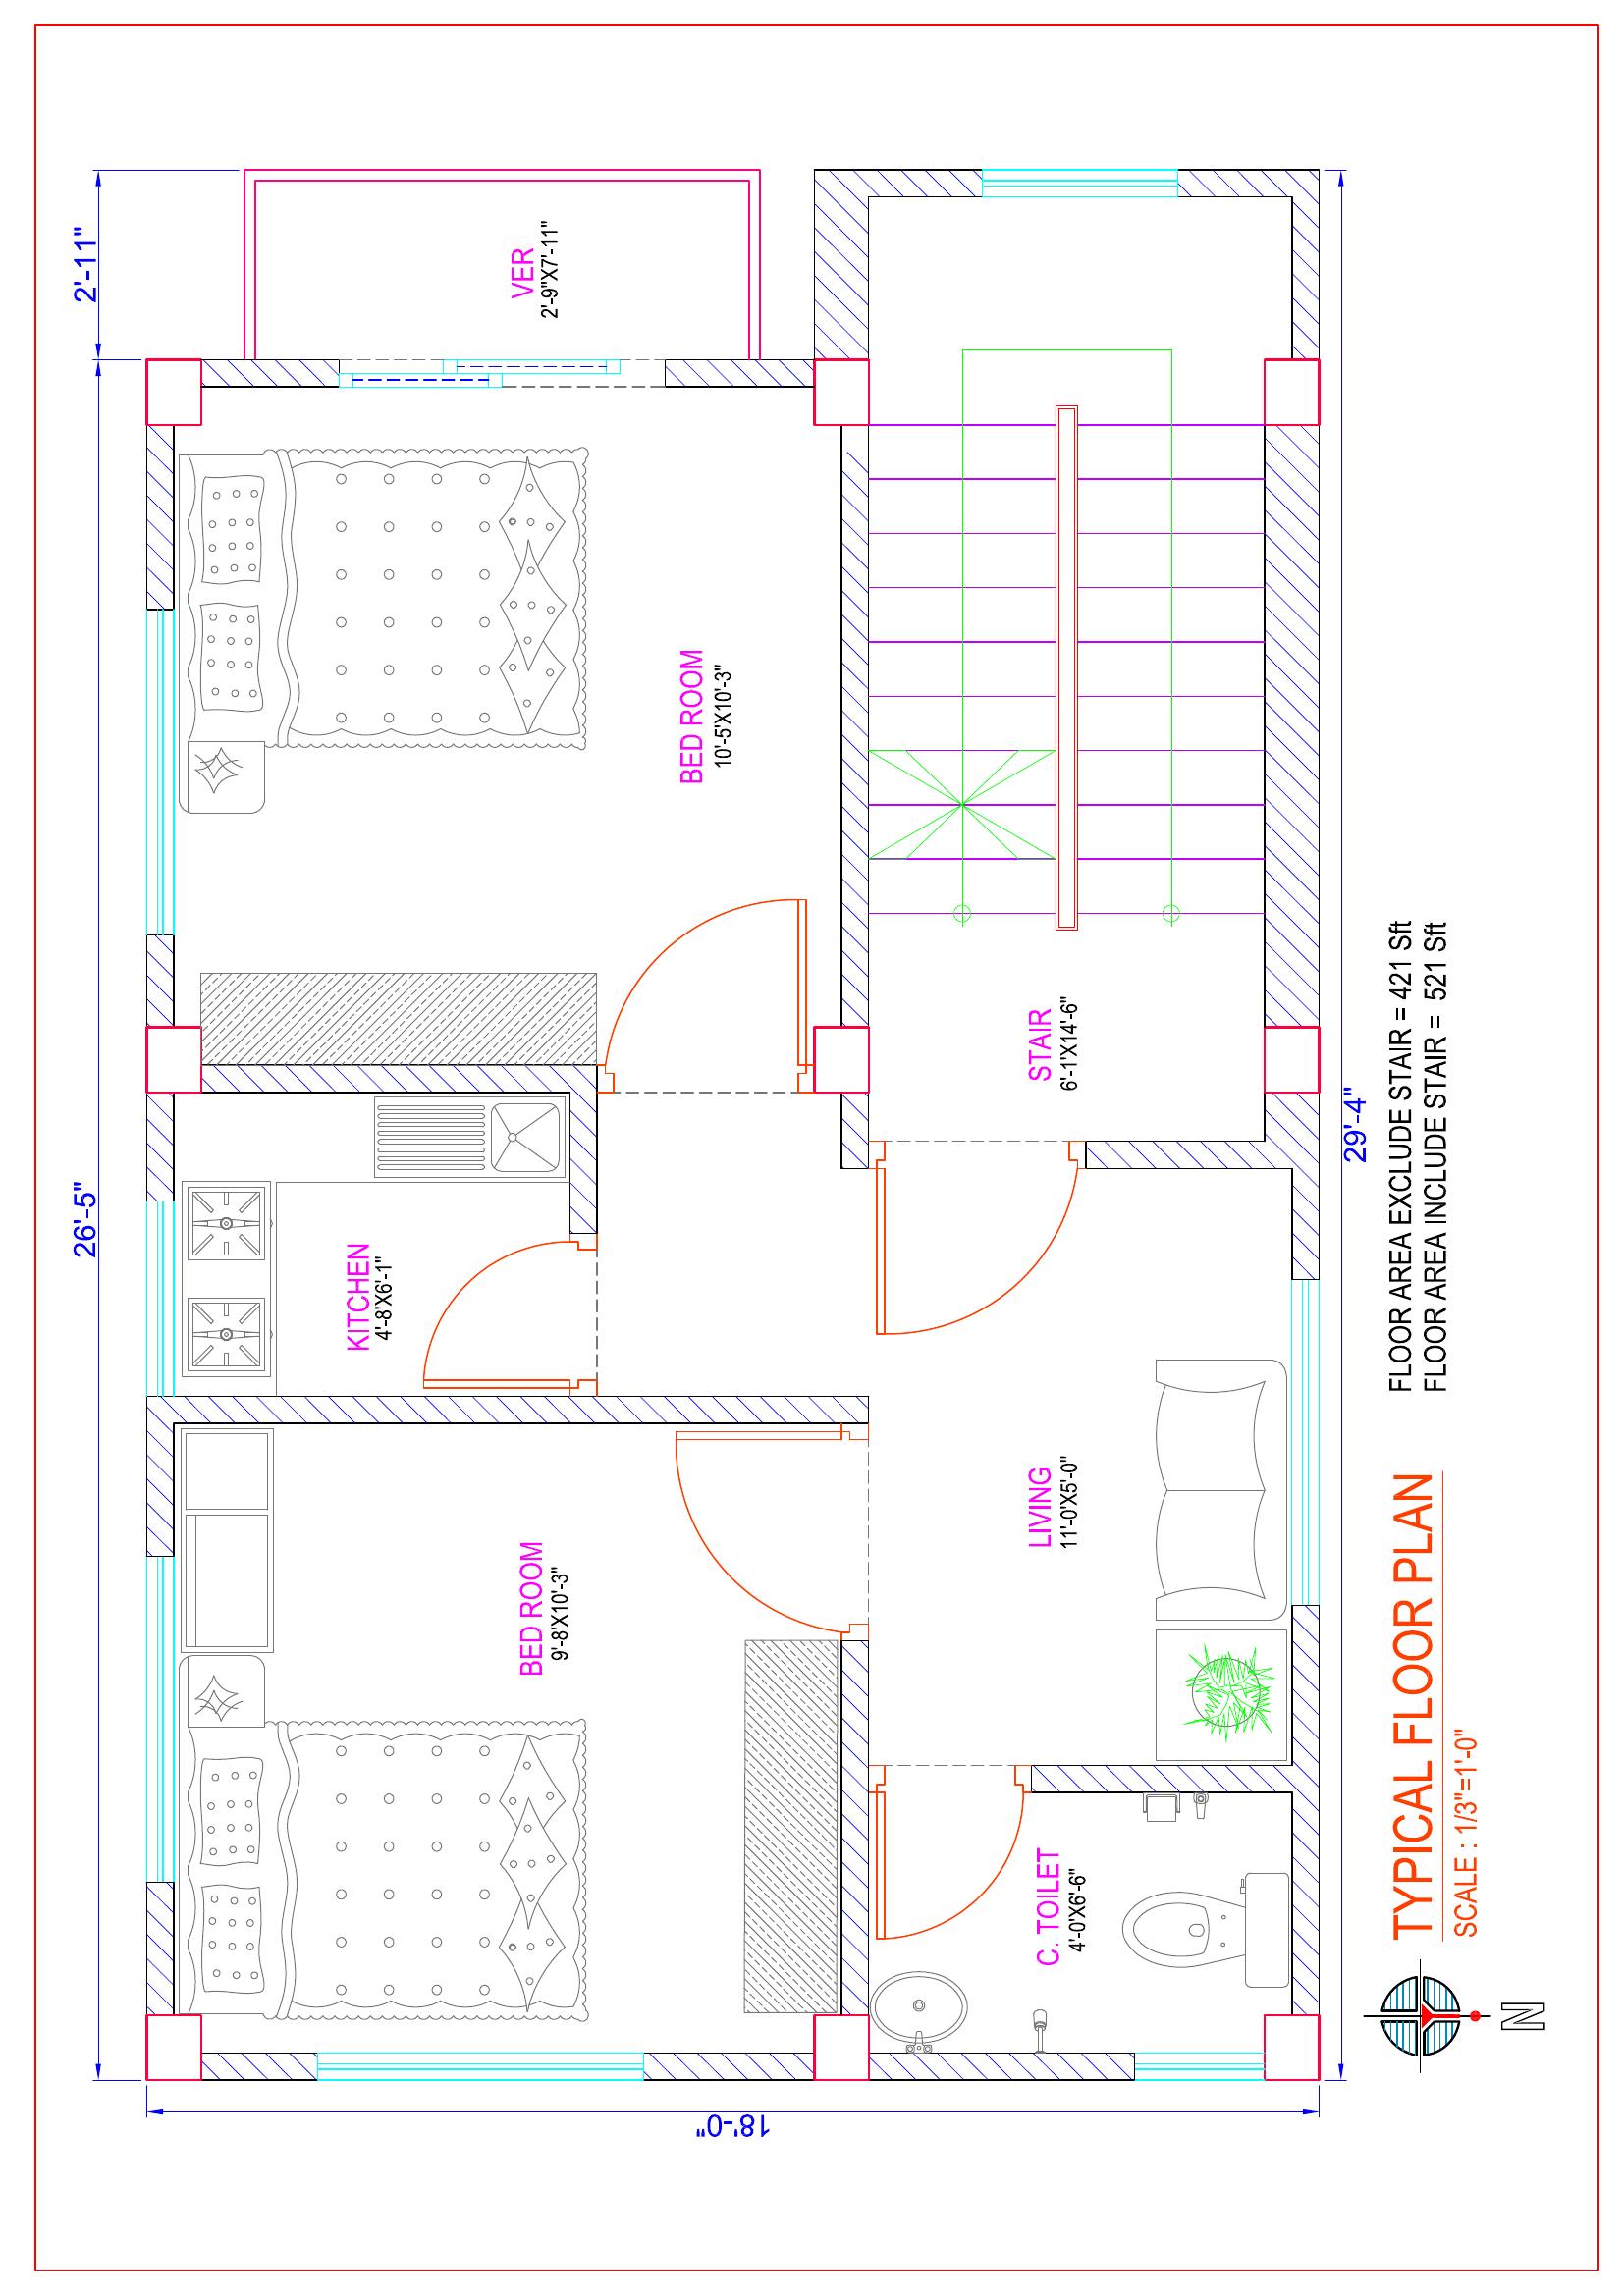 26'-5"
2'-11"
BED ROOM
9'-8'X10'-3"
KITCHEN
4'-8'X6'-1"
BED ROOM
10'-5'X10'-3"
VER
2'-9"X7'-11"
C. TOILET
4'-0'X6'-6"
LIVING
11'-0'X5'-0"
STAIR
6'-1'X14'-6"
18'-0"
29'-4"
TYPICAL FLOOR PLAN
SCALE : 1/3"=1'-0"
FLOOR AREA EXCLUDE STAIR = 421 Sft
FLOOR AREA INCLUDE STAIR = 521 Sft
N